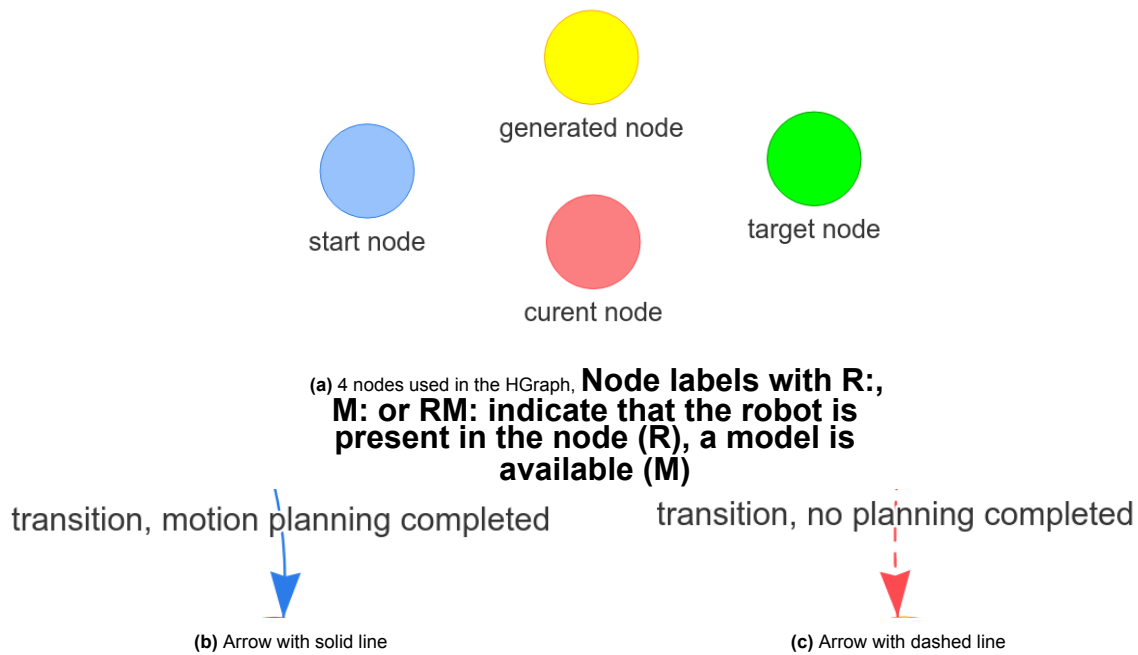 generated node
start node
target node
curent node
(a) 4 nodes used in the HGraph, Node labels with R:,
M: or RM: indicate that the robot is
present in the node (R), a model is
available (M)
transition, motion planning completed
transition, no planning completed
(b) Arrow with solid line
(c) Arrow with dashed line